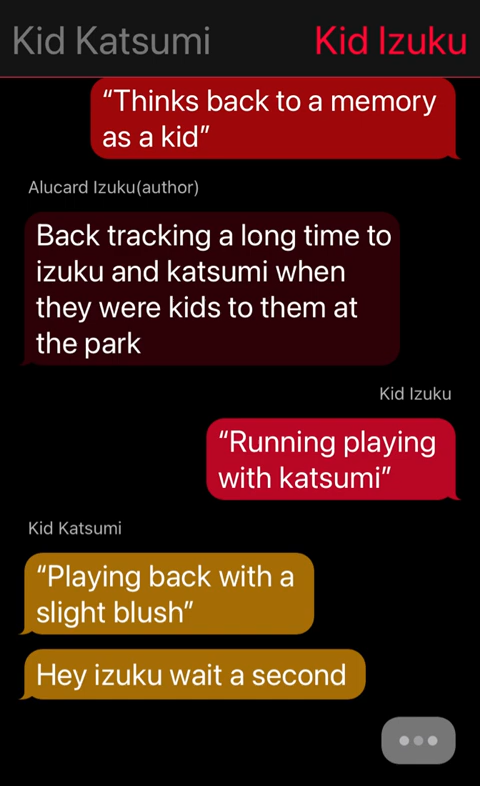 Kid Katsumi Kid Izuku
“Thinks back to a memory
as a kid”
Alucard Izuku(author)
Back tracking a long time to
izuku and katsumi when
they were kids to them at
the park
Kid Izuku
“Running playing
with katsumi”
Kid Katsumi
“Playing back with a
slight blush”
Hey izuku wait a second